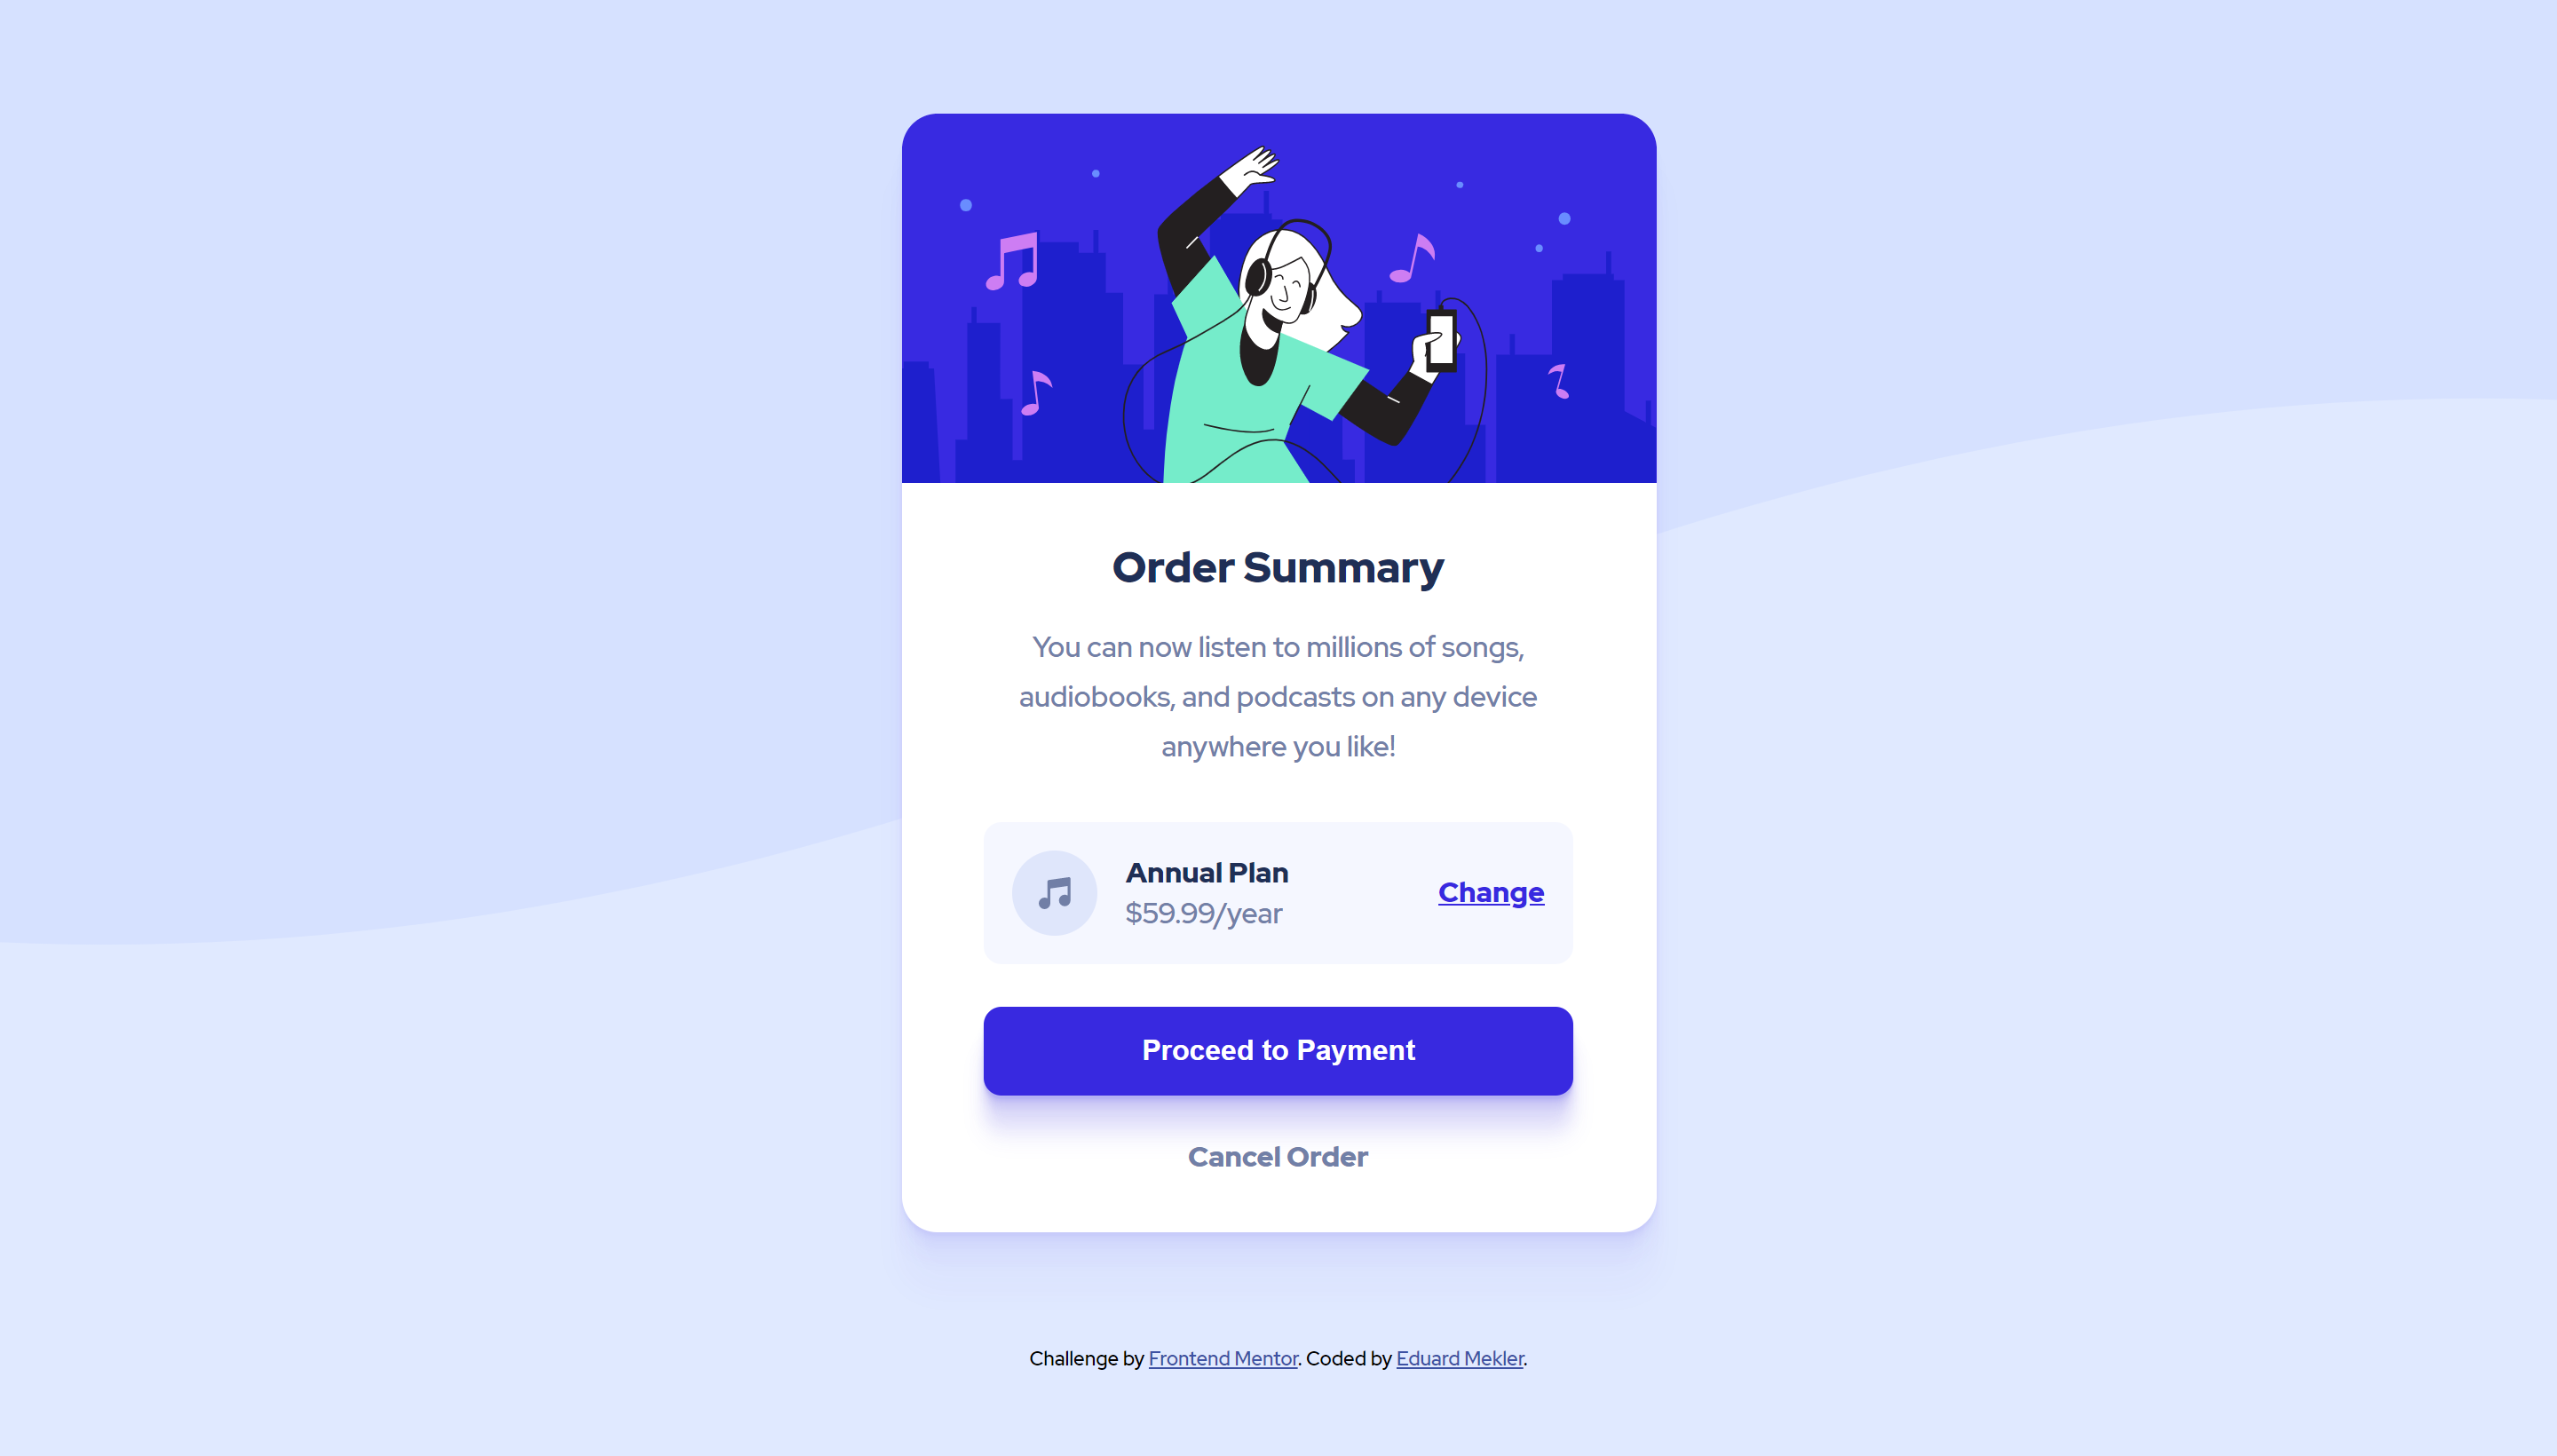 Order Summary
You can now listen to millions of songs,
audiobooks, and podcasts on any device
anywhere you like!
Annual Plan
$59.99/year
Change
Proceed to Payment
Cancel Order
Challenge by Frontend Mentor. Coded by Eduard Mekler.